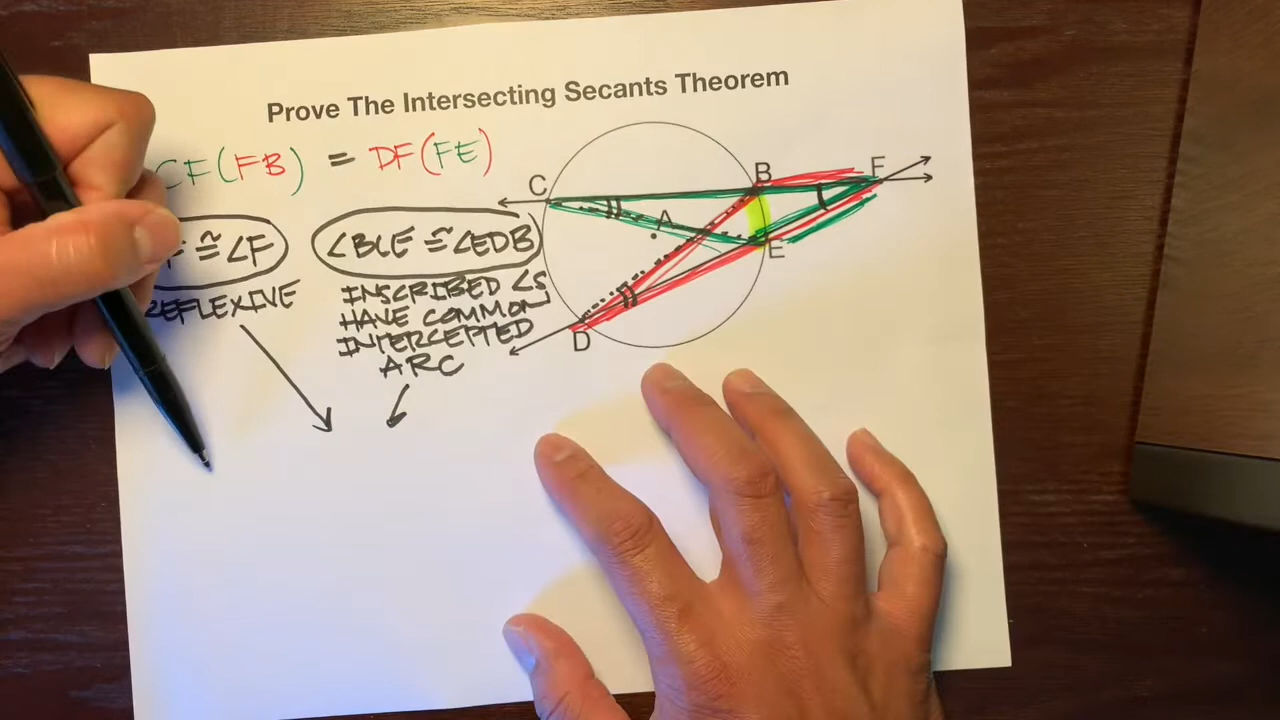 Prove The Intersecting Secants Theorem
CF(FB) = DF(FE)
≅ ∠F
∠BCE ≅ ∠EDB
REFLEXIVE
INSCRIBED ∠S
HAVE COMMON
INTERCEPTED
ARC
C
B
F
A
E
D